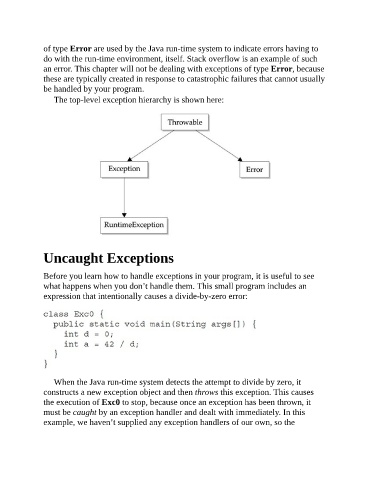 of type Error are used by the Java run-time system to indicate errors having to
do with the run-time environment, itself. Stack overflow is an example of such
an error. This chapter will not be dealing with exceptions of type Error, because
these are typically created in response to catastrophic failures that cannot usually
be handled by your program.
The top-level exception hierarchy is shown here:
Throwable
Exception
Error
RuntimeException
Uncaught Exceptions
Before you learn how to handle exceptions in your program, it is useful to see
what happens when you don’t handle them. This small program includes an
expression that intentionally causes a divide-by-zero error:
class Exc0 {
  public static void main(String args[]) {
    int d = 0;
    int a = 42 / d;
  }
}
When the Java run-time system detects the attempt to divide by zero, it
constructs a new exception object and then throws this exception. This causes
the execution of Exc0 to stop, because once an exception has been thrown, it
must be caught by an exception handler and dealt with immediately. In this
example, we haven’t supplied any exception handlers of our own, so the